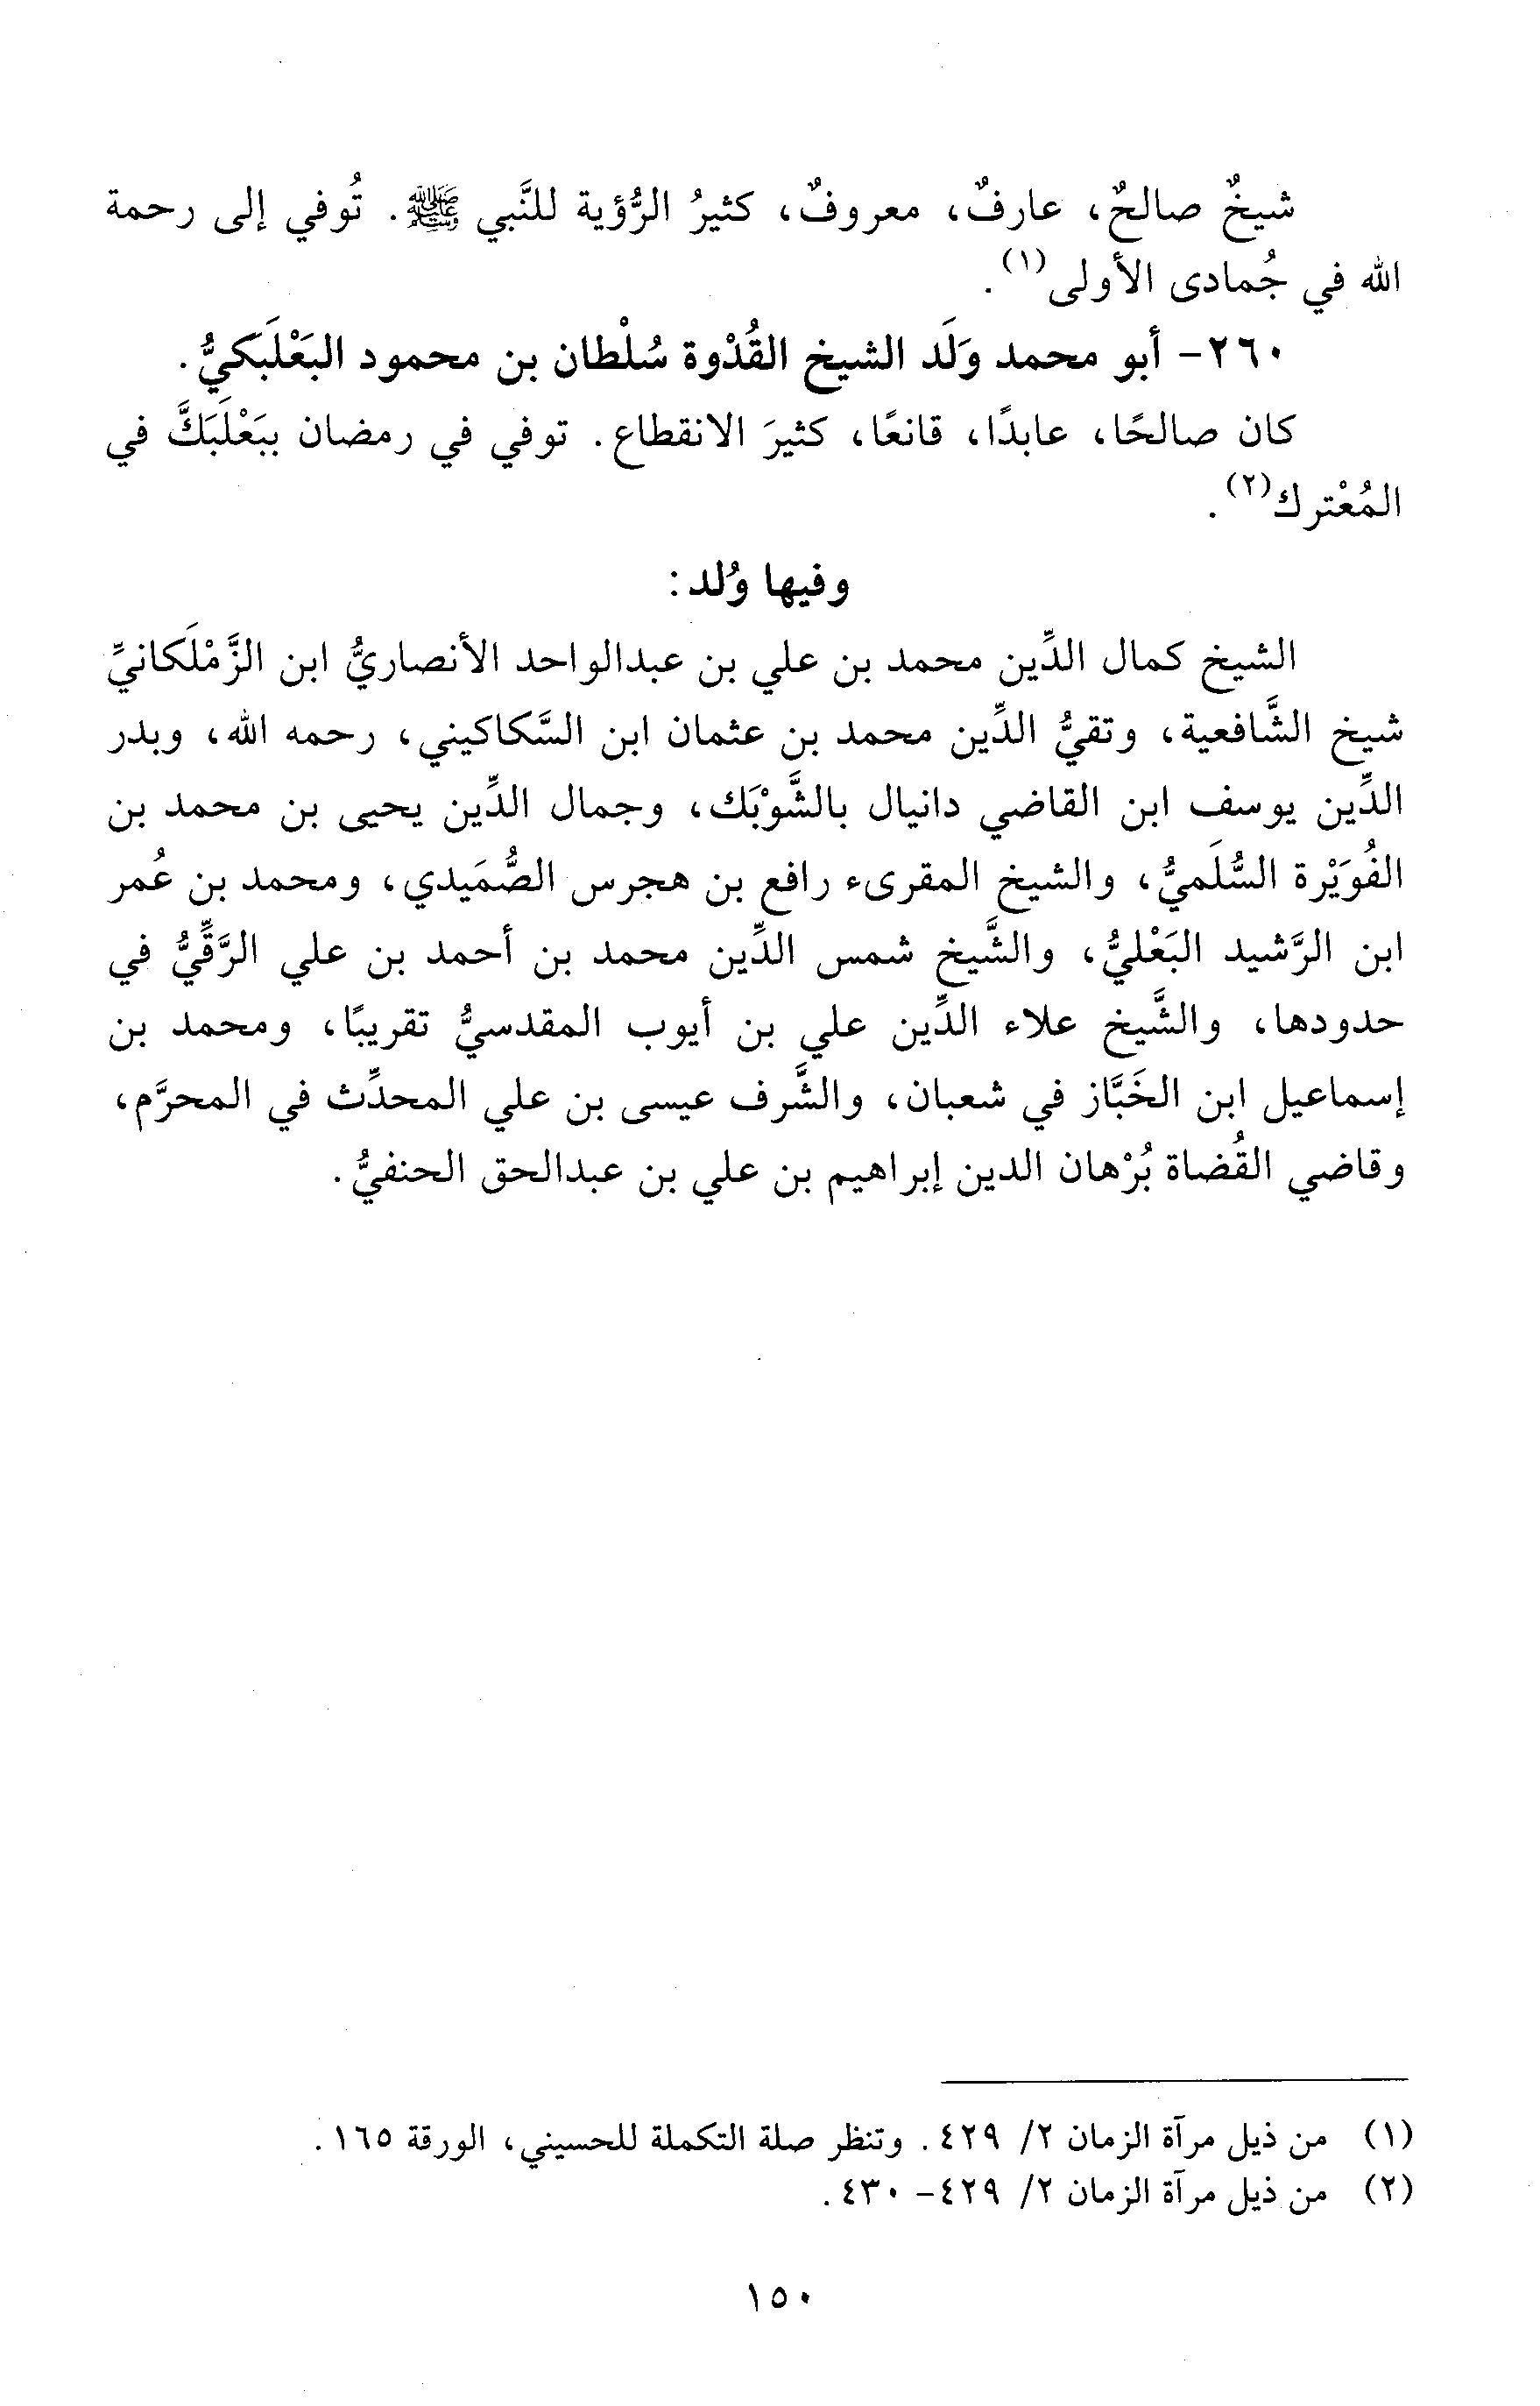 شيخٌ صالحٌ، عارفٌ، معروفٌ، كثيرُ الرُّؤية للنَّبي ﷺ. تُوفي إلى رحمة
الله في جُمادى الأولى(١).
٢٦٠- أبو محمد وَلَد الشيخ القُدْوة سُلْطان بن محمود البَعْلَبَكيُّ.
كان صالحًا، عابدًا، قانعًا، كثيرَ الانقطاع. توفي في رمضان ببَعْلَبَكَّ في
المُعْترك(٢).
وفيها وُلد:
الشيخ كمال الدِّين محمد بن علي بن عبدالواحد الأنصاريُّ ابن الزَّمْلَكانيِّ
شيخ الشَّافعية، وتقيُّ الدِّين محمد بن عثمان ابن السَّكاكيني، رحمه الله، وبدر
الدِّين يوسف ابن القاضي دانيال بالشَّوْبَك، وجمال الدِّين يحيى بن محمد بن
الفُوَيْرة السُّلَميُّ، والشيخ المقرىء رافع بن هجرس الصُّمَيدي، ومحمد بن عُمر
ابن الرَّشيد البَعْليُّ، والشَّيخ شمس الدِّين محمد بن أحمد بن علي الرَّقِّيُّ في
حدودها، والشَّيخ علاء الدِّين علي بن أيوب المقدسيُّ تقريبًا، ومحمد بن
إسماعيل ابن الخَبَّاز في شعبان، والشَّرف عيسى بن علي المحدِّث في المحرَّم،
وقاضي القُضاة بُرْهان الدين إبراهيم بن علي بن عبدالحق الحنفيُّ.
(١) من ذيل مرآة الزمان ٢/ ٤٢٩. وتنظر صلة التكملة للحسيني، الورقة ١٦٥.
(٢) من ذيل مرآة الزمان ٢/ ٤٢٩- ٤٣٠.
١٥٠